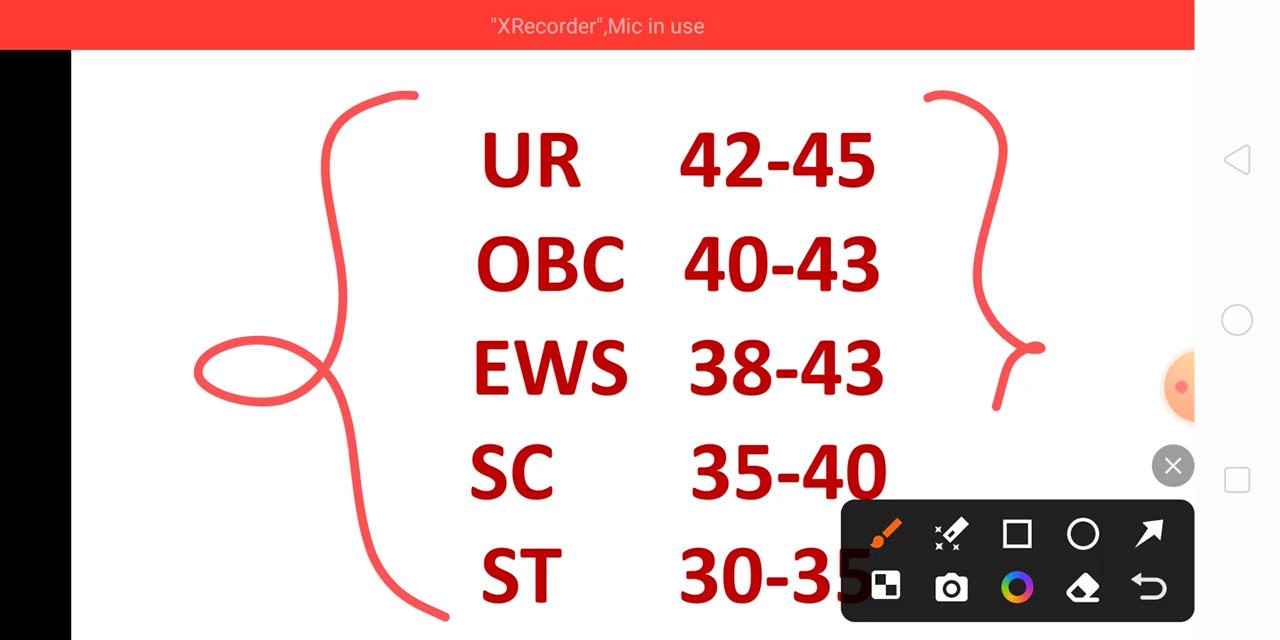 "XRecorder",Mic in use
UR 42-45
OBC 40-43
EWS 38-43
SC 35-40
ST 30-35